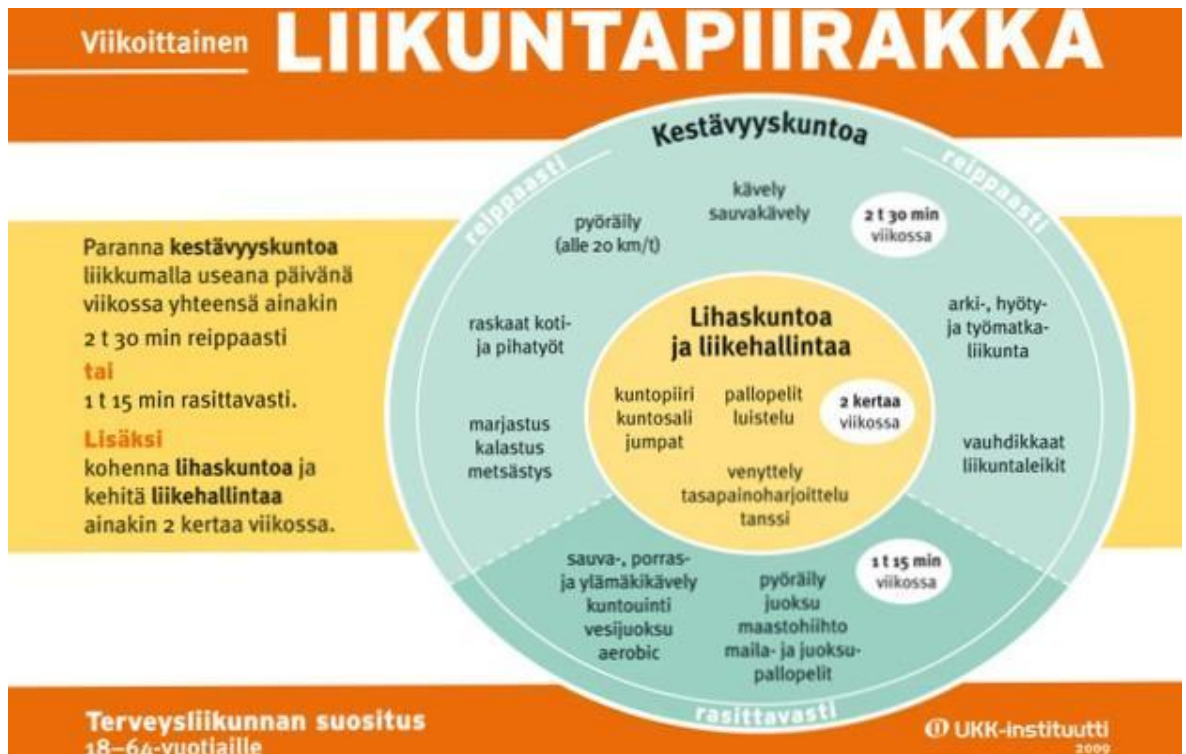 Viikoittainen LIIKUNTAPIIRAKKA
Paranna kestävyyskuntoa
liikkumalla useana päivänä
viikossa yhteensä ainakin
2 t 30 min reippaasti
tai
1 t 15 min rasittavasti.
Lisäksi
kohenna lihaskuntoa ja
kehitä liikehallintaa
ainakin 2 kertaa viikossa.
Kestävyyskuntoa
reippaasti
reippaasti
kävely
sauvakävely
2 t 30 min
viikossa
pyöräily
(alle 20 km/t)
raskaat koti-
ja pihatyöt
marjastus
kalastus
metsästys
arki-, hyöty-
ja työmatka-
liikunta
vauhdikkaat
liikuntaleikit
Lihaskuntoa
ja liikehallintaa
kuntopiiri
kuntosali
jumpat
pallopelit
luistelu
2 kertaa
viikossa
venyttely
tasapainoharjoittelu
tanssi
sauva-, porras-
ja ylämäkikävely
kuntouinti
vesijuoksu
aerobic
pyöräily
juoksu
maastohiihto
maila- ja juoksu-
pallopelit
1 t 15 min
viikossa
rasittavasti
Terveysliikunnan suositus
18–64-vuotiaille
UKK-instituutti
2009